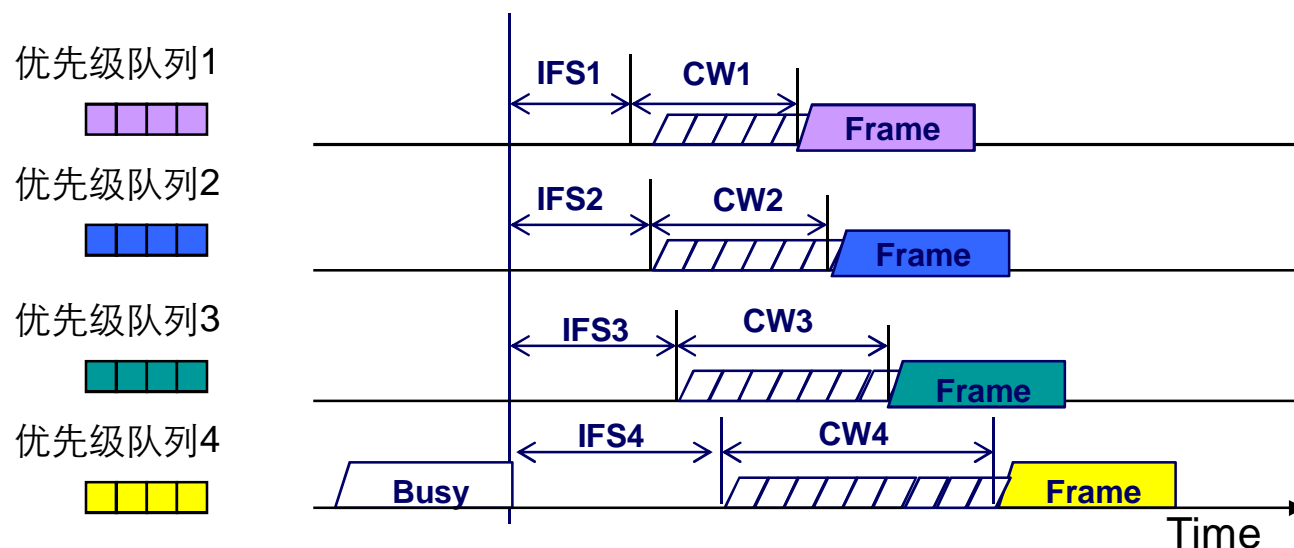 优先级队列1
IFS1
CW1
Frame
优先级队列2
IFS2
CW2
Frame
优先级队列3
IFS3
CW3
Frame
优先级队列4
IFS4
CW4
Busy
Frame
Time